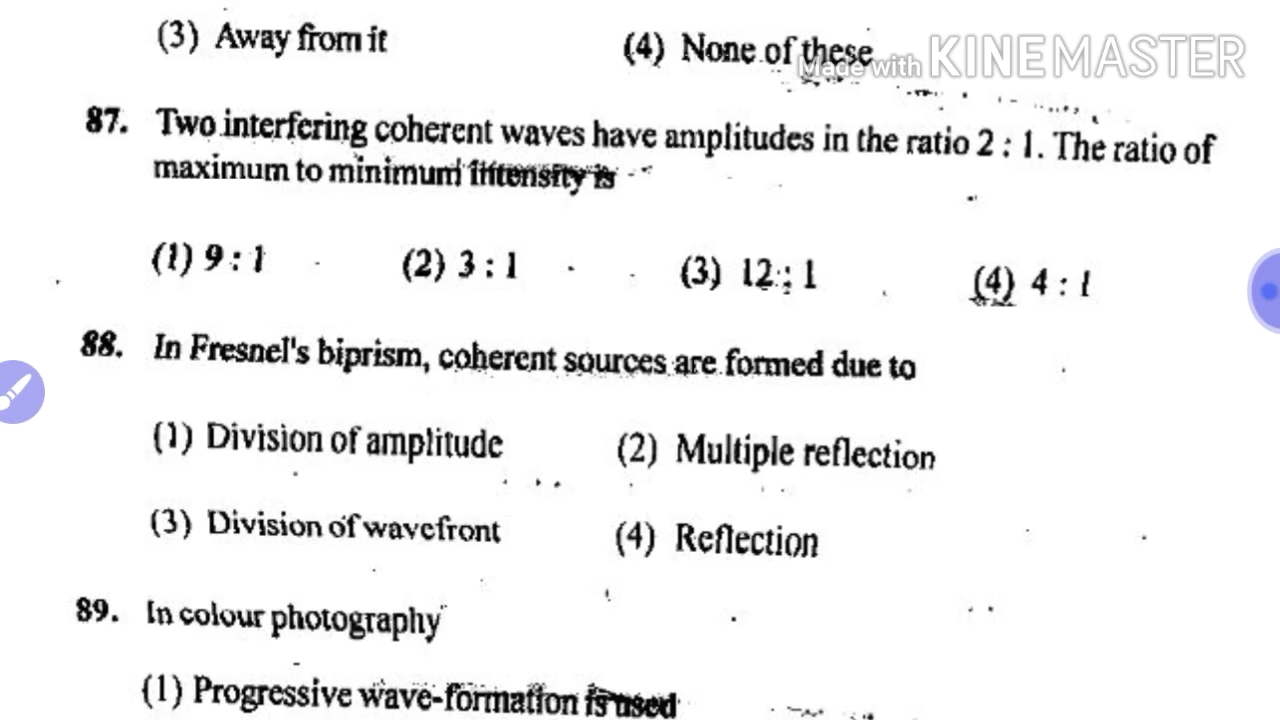 (3) Away from it (4) None of these
Made with KINEMASTER
87. Two interfering coherent waves have amplitudes in the ratio 2 : 1. The ratio of
maximum to minimum intensity is
(1) 9 : 1 (2) 3 : 1 (3) 12 : 1 (4) 4 : 1
88. In Fresnel's biprism, coherent sources are formed due to
(1) Division of amplitude (2) Multiple reflection
(3) Division of wavefront (4) Reflection
89. In colour photography
(1) Progressive wave-formation is used